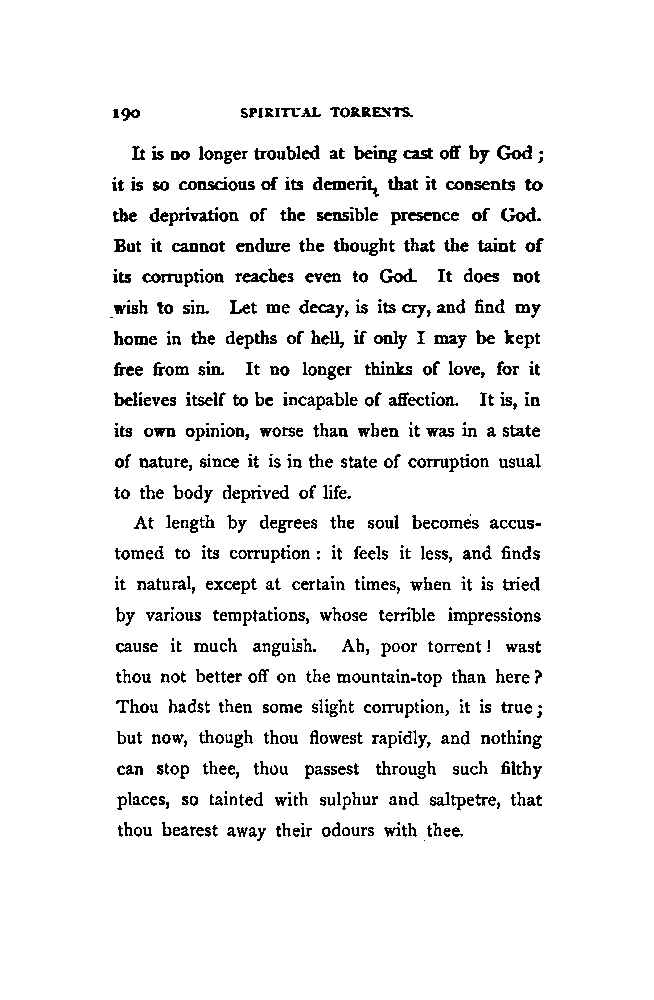 190 SPIRITUAL TORRENTS.
It is no longer troubled at being cast off by God ;
it is so conscious of its demerit, that it consents to
the deprivation of the sensible presence of God.
But it cannot endure the thought that the taint of
its corruption reaches even to God. It does not
wish to sin. Let me decay, is its cry, and find my
home in the depths of hell, if only I may be kept
free from sin. It no longer thinks of love, for it
believes itself to be incapable of affection. It is, in
its own opinion, worse than when it was in a state
of nature, since it is in the state of corruption usual
to the body deprived of life.
At length by degrees the soul becomes accus-
tomed to its corruption : it feels it less, and finds
it natural, except at certain times, when it is tried
by various temptations, whose terrible impressions
cause it much anguish. Ah, poor torrent ! wast
thou not better off on the mountain-top than here ?
Thou hadst then some slight corruption, it is true ;
but now, though thou flowest rapidly, and nothing
can stop thee, thou passest through such filthy
places, so tainted with sulphur and saltpetre, that
thou bearest away their odours with thee.